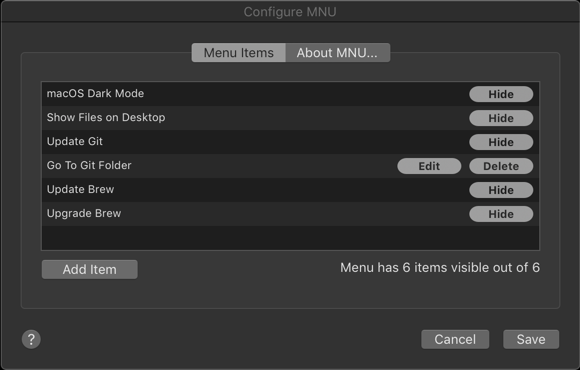 Configure MNU
Menu Items About MNU...
macOS Dark Mode Hide
Show Files on Desktop Hide
Update Git Hide
Go To Git Folder Edit Delete
Update Brew Hide
Upgrade Brew Hide
Add Item Menu has 6 items visible out of 6
? Cancel Save